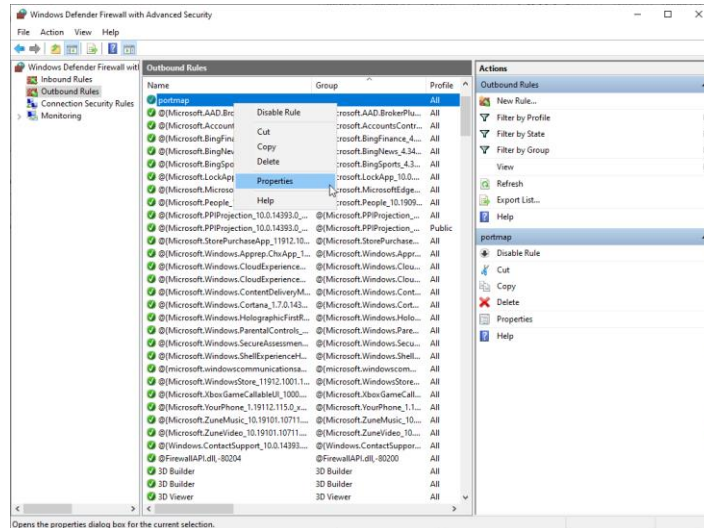 Windows Defender Firewall with Advanced Security
File Action View Help
Windows Defender Firewall with
Inbound Rules
Outbound Rules
Connection Security Rules
Monitoring
Outbound Rules
Name Group Profile
portmap All
@{Microsoft.AAD.Bro crosoft.AAD.BrokerPlu... All
@{Microsoft.Account crosoft.AccountsContr... All
@{Microsoft.BingFina crosoft.BingFinance_4... All
@{Microsoft.BingNew crosoft.BingNews_4.34... All
@{Microsoft.BingSpo crosoft.BingSports_4.3... All
@{Microsoft.LockApp crosoft.LockApp_10.0.... All
@{Microsoft.Microso crosoft.MicrosoftEdge... All
@{Microsoft.People_ crosoft.People_10.1909... All
@{Microsoft.PPIProjection_10.0.14393.0_... @{Microsoft.PPIProjection_... All
@{Microsoft.PPIProjection_10.0.14393.0_... @{Microsoft.PPIProjection_... Public
@{Microsoft.StorePurchaseApp_11912.10... @{Microsoft.StorePurchase... All
@{Microsoft.Windows.Apprep.ChxApp_1... @{Microsoft.Windows.Appr... All
@{Microsoft.Windows.CloudExperience... @{Microsoft.Windows.Clou... All
@{Microsoft.Windows.CloudExperience... @{Microsoft.Windows.Clou... All
@{Microsoft.Windows.ContentDeliveryM... @{Microsoft.Windows.Cont... All
@{Microsoft.Windows.Cortana_1.7.0.143... @{Microsoft.Windows.Cort... All
@{Microsoft.Windows.HolographicFirstR... @{Microsoft.Windows.Holo... All
@{Microsoft.Windows.ParentalControls_... @{Microsoft.Windows.Pare... All
@{Microsoft.Windows.SecureAssessmen... @{Microsoft.Windows.Secu... All
@{Microsoft.Windows.ShellExperienceH... @{Microsoft.Windows.Shell... All
@{microsoft.windowscommunicationsa... @{microsoft.windowscom... All
@{Microsoft.WindowsStore_11912.1001.1... @{Microsoft.WindowsStore... All
@{Microsoft.XboxGameCallableUI_1000.... @{Microsoft.XboxGameCall... All
@{Microsoft.YourPhone_1.19112.115.0_x... @{Microsoft.YourPhone_1.1... All
@{Microsoft.ZuneMusic_10.19101.10711.... @{Microsoft.ZuneMusic_10.... All
@{Microsoft.ZuneVideo_10.19101.10711.... @{Microsoft.ZuneVideo_10.... All
@{Windows.ContactSupport_10.0.14393.... @{Windows.ContactSuppor... All
@FirewallAPI.dll,-80204 @FirewallAPI.dll,-80200 All
3D Builder 3D Builder All
3D Builder 3D Builder All
3D Viewer 3D Viewer All
Disable Rule
Cut
Copy
Delete
Properties
Help
Actions
Outbound Rules
New Rule...
Filter by Profile
Filter by State
Filter by Group
View
Refresh
Export List...
Help
portmap
Disable Rule
Cut
Copy
Delete
Properties
Help
Opens the properties dialog box for the current selection.